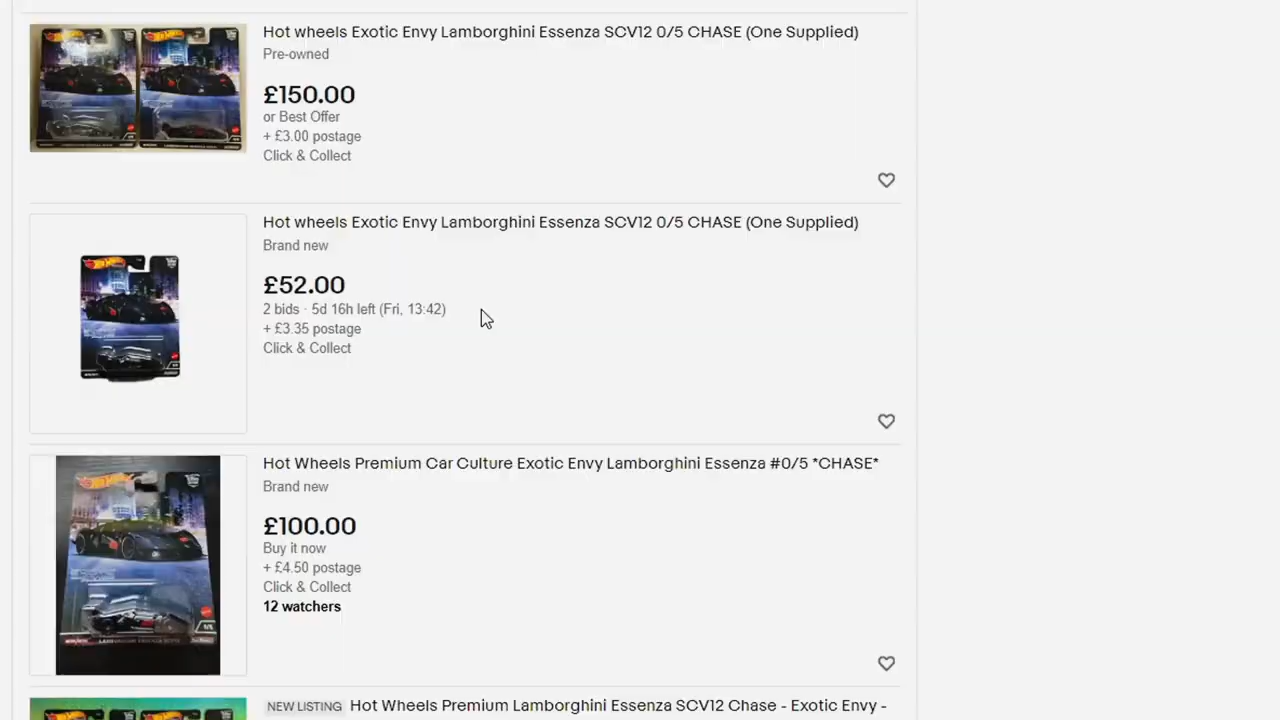 Hot wheels Exotic Envy Lamborghini Essenza SCV12 0/5 CHASE (One Supplied)
Pre-owned
£150.00
or Best Offer
+ £3.00 postage
Click & Collect
Hot wheels Exotic Envy Lamborghini Essenza SCV12 0/5 CHASE (One Supplied)
Brand new
£52.00
2 bids · 5d 16h left (Fri, 13:42)
+ £3.35 postage
Click & Collect
Hot Wheels Premium Car Culture Exotic Envy Lamborghini Essenza #0/5 *CHASE*
Brand new
£100.00
Buy it now
+ £4.50 postage
Click & Collect
12 watchers
NEW LISTING Hot Wheels Premium Lamborghini Essenza SCV12 Chase - Exotic Envy -